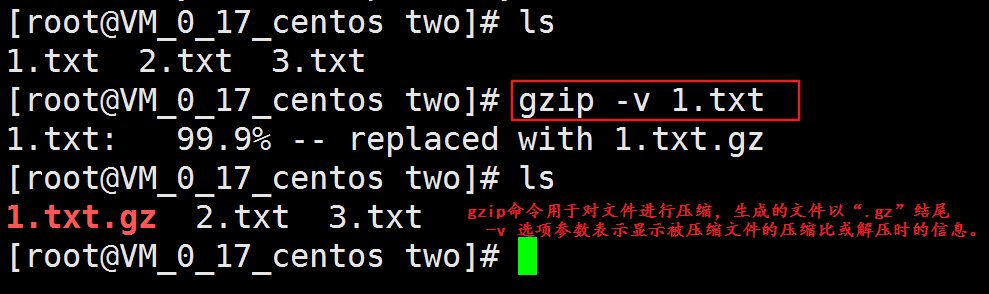 [root@VM_0_17_centos two]# ls
1.txt  2.txt  3.txt
[root@VM_0_17_centos two]# gzip -v 1.txt
1.txt:   99.9% -- replaced with 1.txt.gz
[root@VM_0_17_centos two]# ls
1.txt.gz  2.txt  3.txt
gzip命令用于对文件进行压缩，生成的文件以“.gz”结尾
-v 选项参数表示显示被压缩文件的压缩比或解压时的信息。
[root@VM_0_17_centos two]#